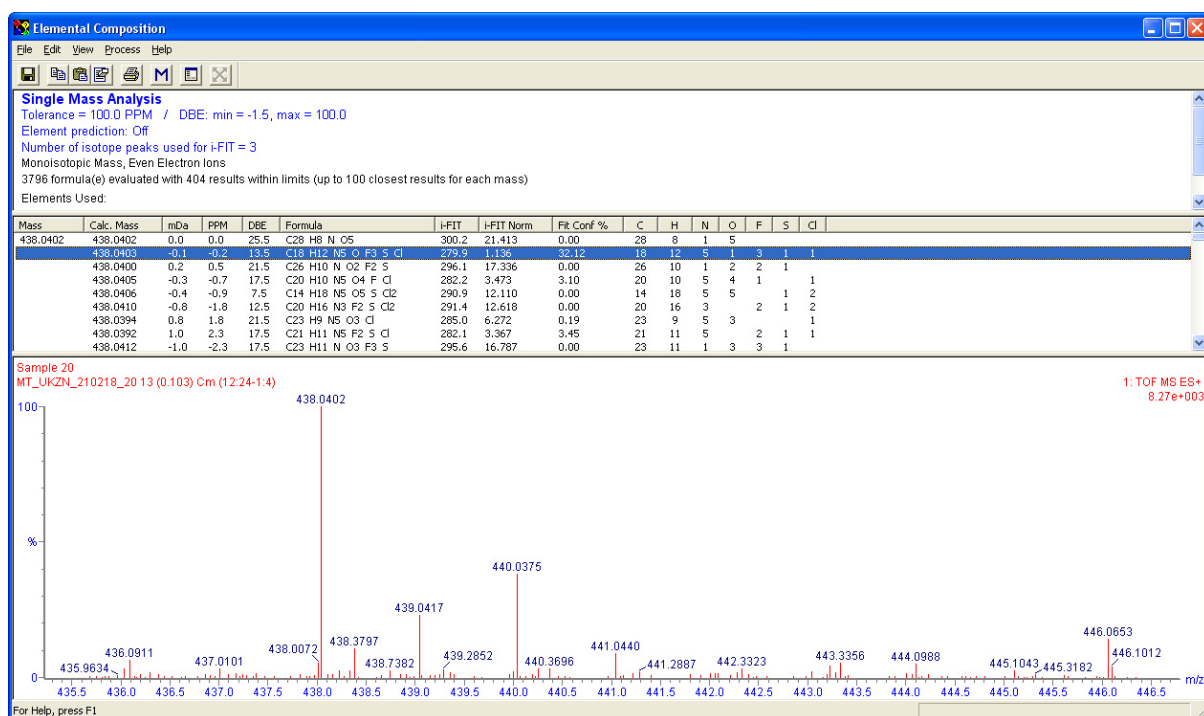 Elemental Composition
File Edit View Process Help
Single Mass Analysis
Tolerance = 100.0 PPM / DBE: min = -1.5, max = 100.0
Element prediction: Off
Number of isotope peaks used for i-FIT = 3
Monoisotopic Mass, Even Electron Ions
3796 formula(e) evaluated with 404 results within limits (up to 100 closest results for each mass)
Elements Used:
Mass Calc. Mass mDa PPM DBE Formula i-FIT i-FIT Norm Fit Conf % C H N O F S Cl
438.0402 438.0402 0.0 0.0 25.5 C28 H8 N O5 300.2 21.413 0.00 28 8 1 5
438.0403 -0.1 -0.2 13.5 C18 H12 N5 O F3 S Cl 279.9 1.136 32.12 18 12 5 1 3 1 1
438.0400 0.2 0.5 21.5 C26 H10 N O2 F2 S 296.1 17.336 0.00 26 10 1 2 2 1
438.0405 -0.3 -0.7 17.5 C20 H10 N5 O4 F Cl 282.2 3.473 3.10 20 10 5 4 1 1
438.0406 -0.4 -0.9 7.5 C14 H18 N5 O5 S Cl2 290.9 12.110 0.00 14 18 5 5 1 2
438.0410 -0.8 -1.8 12.5 C20 H16 N3 F2 S Cl2 291.4 12.618 0.00 20 16 3 2 1 2
438.0394 0.8 1.8 21.5 C23 H9 N5 O3 Cl 285.0 6.272 0.19 23 9 5 3 1
438.0392 1.0 2.3 17.5 C21 H11 N5 F2 S Cl 282.1 3.367 3.45 21 11 5 2 1 1
438.0412 -1.0 -2.3 17.5 C23 H11 N O3 F3 S 295.6 16.787 0.00 23 11 1 3 3 1
Sample 20
MT_UKZN_210218_20 13 (0.103) Cm (12:24-1:4)
1: TOF MS ES+
8.27e+003
100
%
0
438.0402
440.0375
439.0417
435.9634
436.0911
437.0101
438.0072
438.3797
438.7382
439.2852
440.3696
441.0440
441.2887
442.3323
443.3356
444.0988
445.1043
445.3182
446.0653
446.1012
435.5 436.0 436.5 437.0 437.5 438.0 438.5 439.0 439.5 440.0 440.5 441.0 441.5 442.0 442.5 443.0 443.5 444.0 444.5 445.0 445.5 446.0 446.5
m/z
For Help, press F1